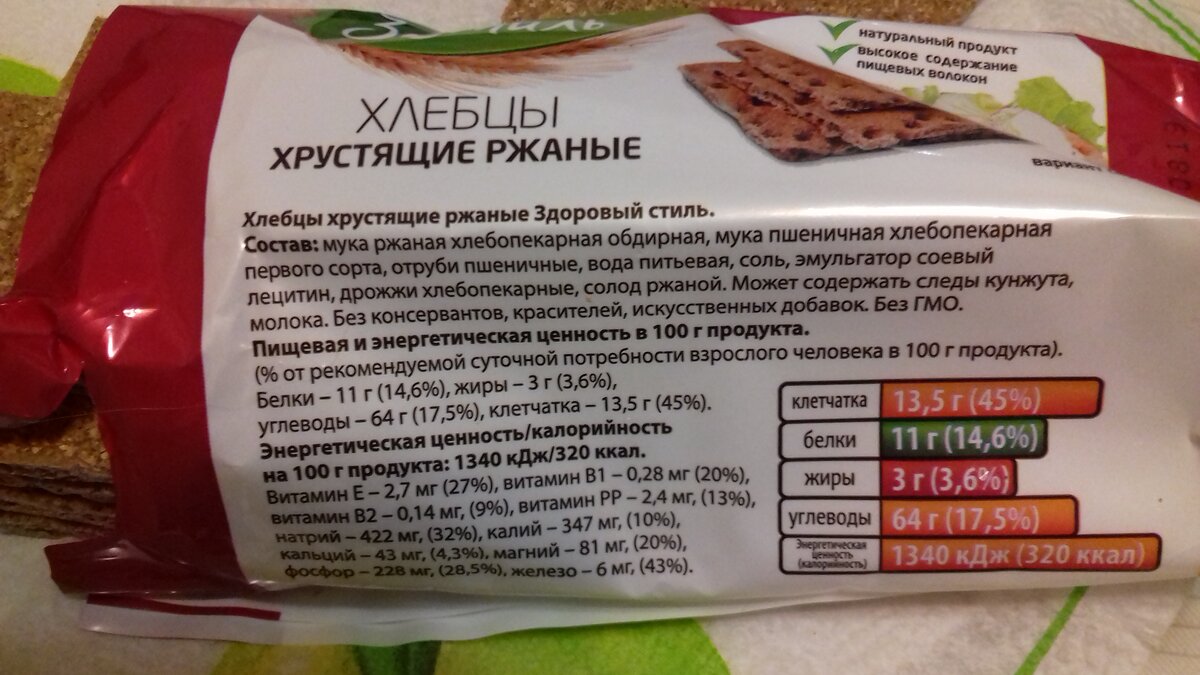 натуральный продукт
высокое содержание
пищевых волокон
ХЛЕБЦЫ
ХРУСТЯЩИЕ РЖАНЫЕ
Хлебцы хрустящие ржаные Здоровый стиль.
Состав: мука ржаная хлебопекарная обдирная, мука пшеничная хлебопекарная
первого сорта, отруби пшеничные, вода питьевая, соль, эмульгатор соевый
лецитин, дрожжи хлебопекарные, солод ржаной. Может содержать следы кунжута,
молока. Без консервантов, красителей, искусственных добавок. Без ГМО.
Пищевая и энергетическая ценность в 100 г продукта.
(% от рекомендуемой суточной потребности взрослого человека в 100 г продукта).
Белки – 11 г (14,6%), жиры – 3 г (3,6%),
углеводы – 64 г (17,5%), клетчатка – 13,5 г (45%).
Энергетическая ценность/калорийность
на 100 г продукта: 1340 кДж/320 ккал.
Витамин Е – 2,7 мг (27%), витамин В1 – 0,28 мг (20%),
витамин В2 – 0,14 мг, (9%), витамин РР – 2,4 мг, (13%),
натрий – 422 мг, (32%), калий – 347 мг, (10%),
кальций – 43 мг, (4,3%), магний – 81 мг, (20%),
фосфор – 228 мг, (28,5%), железо – 6 мг, (43%).
клетчатка 13,5 г (45%)
белки 11 г (14,6%)
жиры 3 г (3,6%)
углеводы 64 г (17,5%)
Энергетическая
ценность
(калорийность) 1340 кДж (320 ккал)